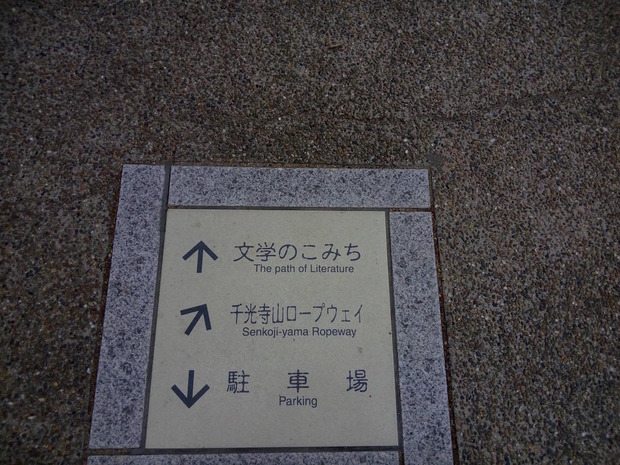 ↑ 文学のこみち
The path of Literature
↗ 千光寺山ロープウェイ
Senkoji-yama Ropeway
↓ 駐車場
Parking